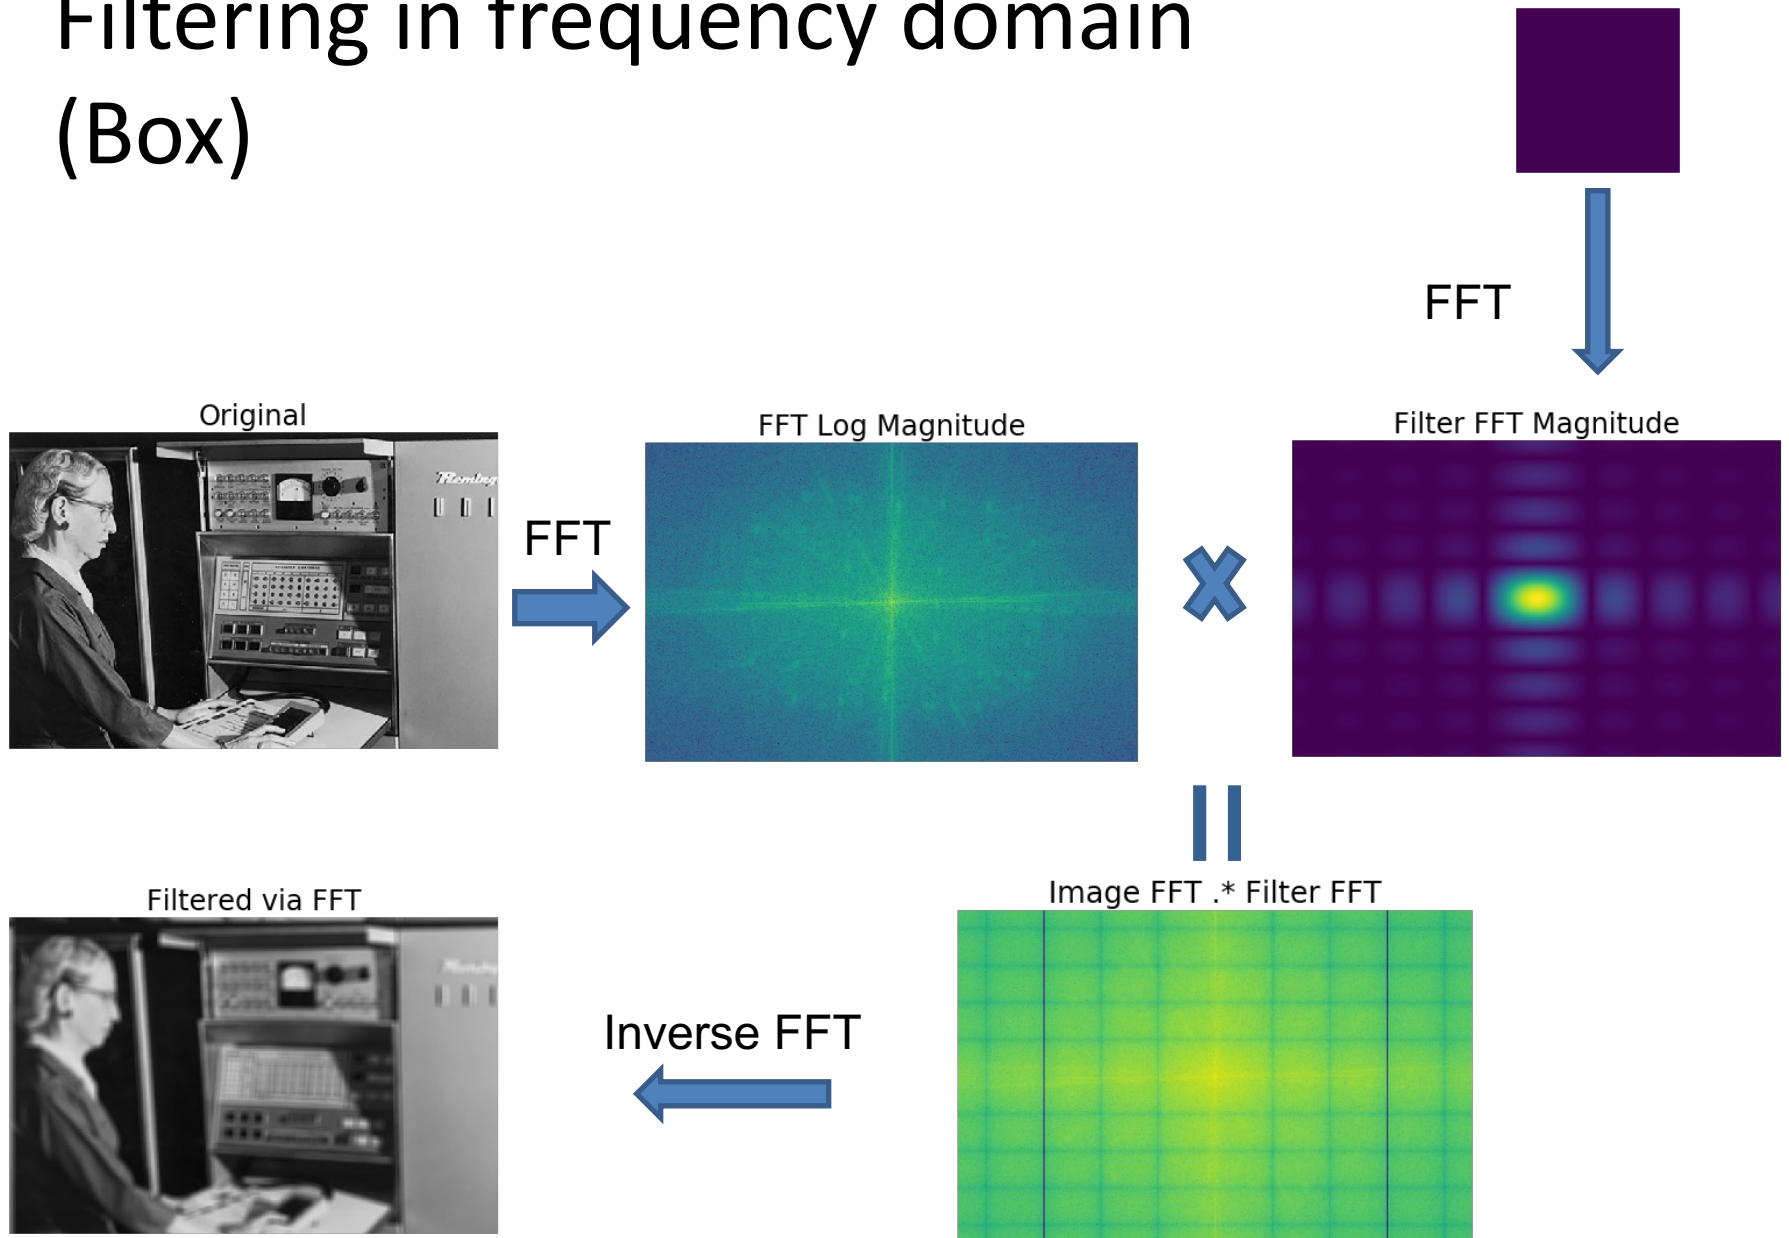 Filtering in frequency domain
(Box)
FFT
Original
FFT Log Magnitude
Filter FFT Magnitude
Reming
FFT
Filtered via FFT
Image FFT .* Filter FFT
Inverse FFT